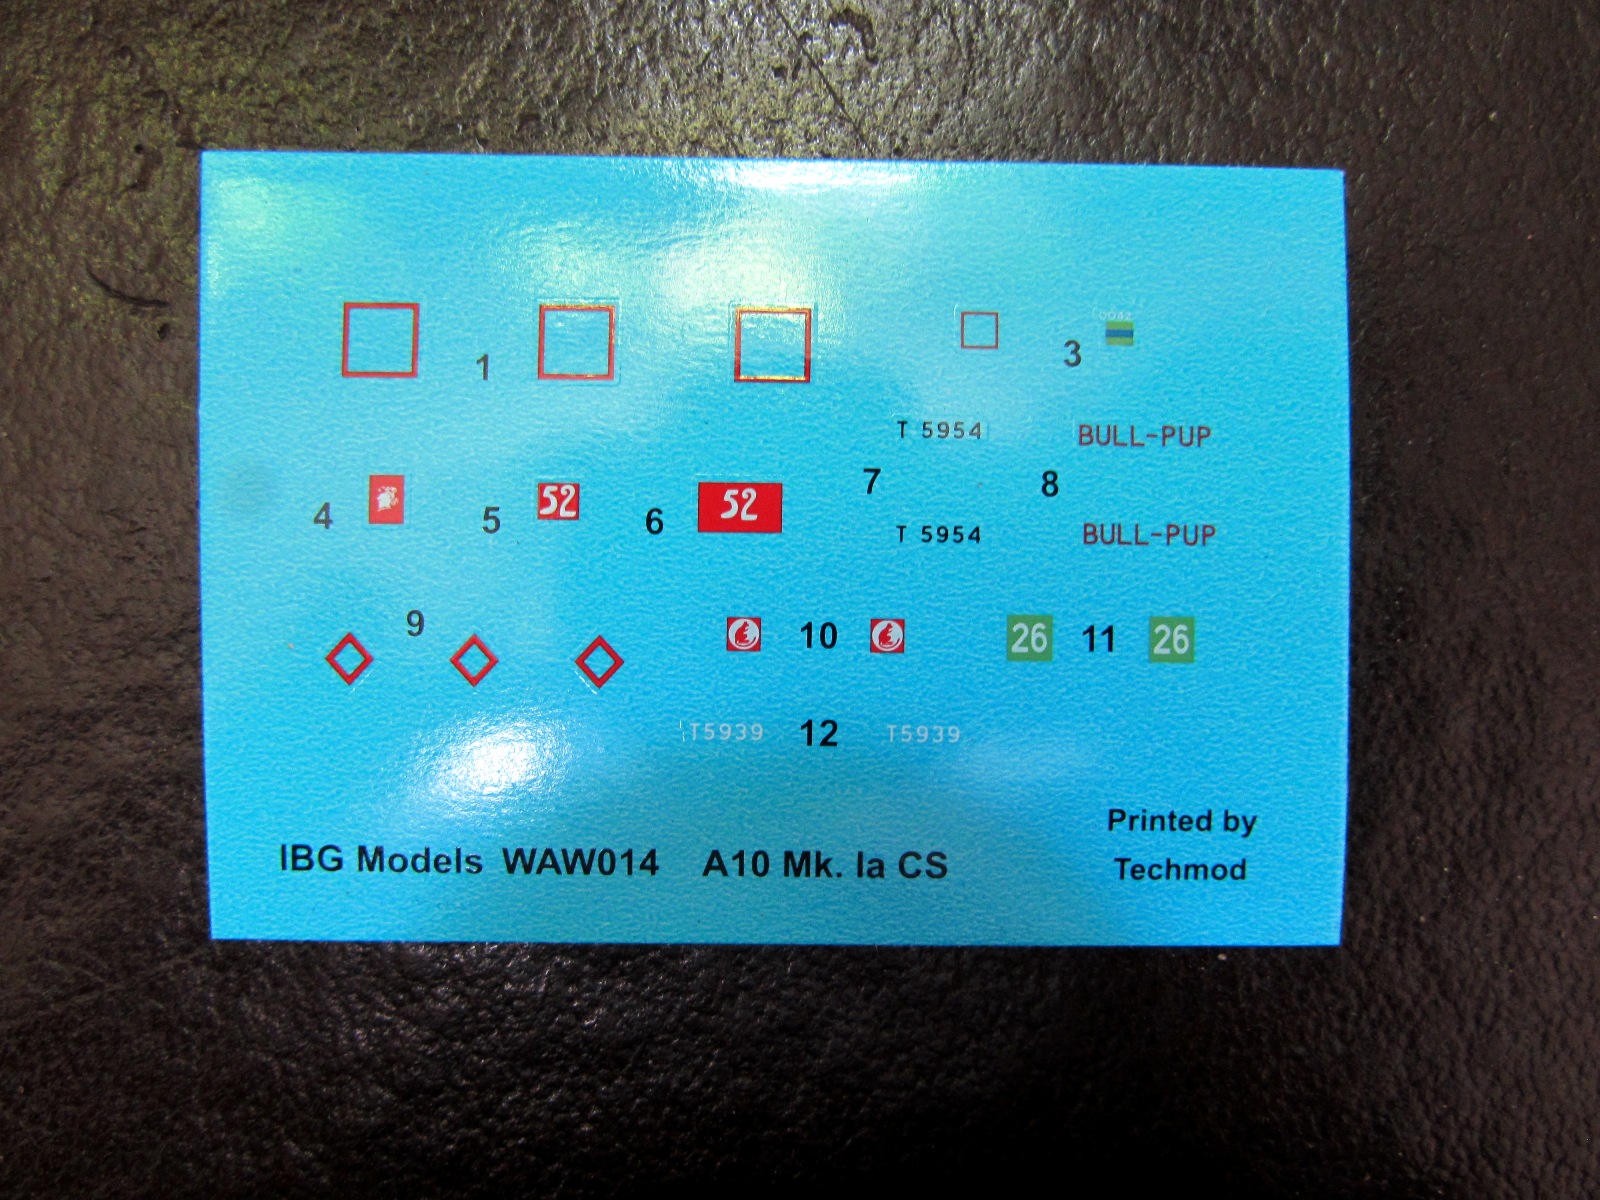 1
3
T 5954
BULL-PUP
4
5
52
6
52
7
8
T 5954
BULL-PUP
9
10
26
11
26
T5939
12
T5939
Printed by
Techmod
IBG Models WAW014 A10 Mk. Ia CS